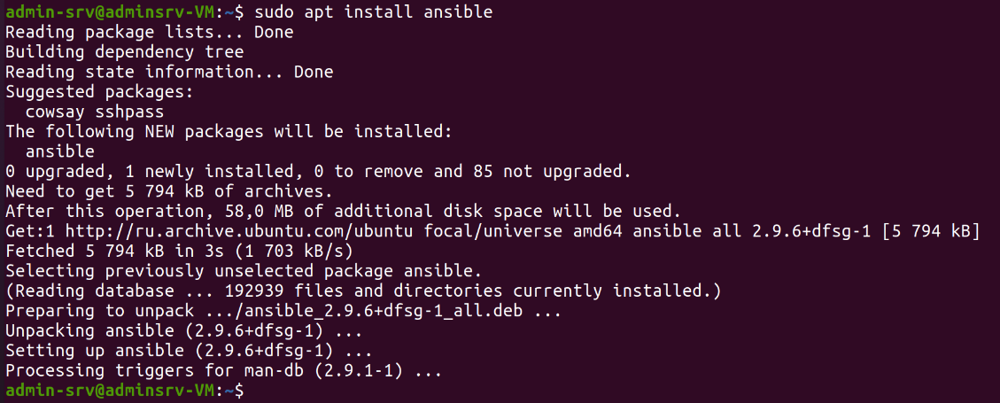 admin-srv@adminsrv-VM:~$ sudo apt install ansible
Reading package lists... Done
Building dependency tree
Reading state information... Done
Suggested packages:
  cowsay sshpass
The following NEW packages will be installed:
  ansible
0 upgraded, 1 newly installed, 0 to remove and 85 not upgraded.
Need to get 5 794 kB of archives.
After this operation, 58,0 MB of additional disk space will be used.
Get:1 http://ru.archive.ubuntu.com/ubuntu focal/universe amd64 ansible all 2.9.6+dfsg-1 [5 794 kB]
Fetched 5 794 kB in 3s (1 703 kB/s)
Selecting previously unselected package ansible.
(Reading database ... 192939 files and directories currently installed.)
Preparing to unpack .../ansible_2.9.6+dfsg-1_all.deb ...
Unpacking ansible (2.9.6+dfsg-1) ...
Setting up ansible (2.9.6+dfsg-1) ...
Processing triggers for man-db (2.9.1-1) ...
admin-srv@adminsrv-VM:~$